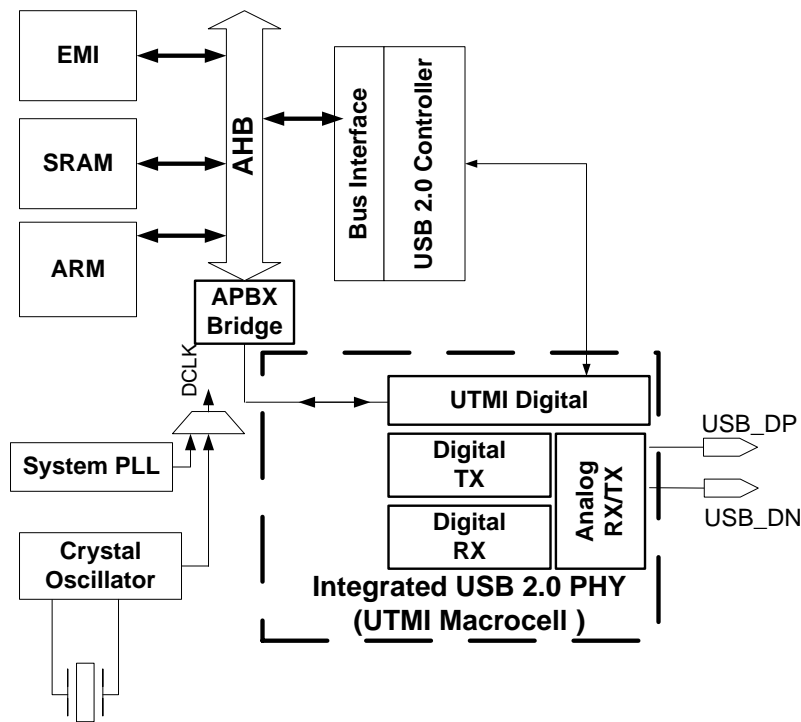 EMI
SRAM
ARM
AHB
Bus Interface
USB 2.0 Controller
APBX
Bridge
DCLK
System PLL
Crystal
Oscillator
UTMI Digital
Digital
TX
Digital
RX
Analog
RX/TX
USB_DP
USB_DN
Integrated USB 2.0 PHY
(UTMI Macrocell )